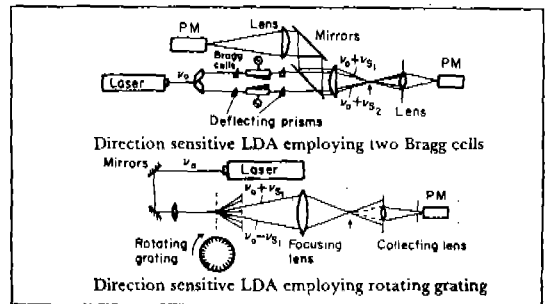 PM
Lens
Mirrors
Bragg cells
ν₀+νS₁
PM
Laser
ν₀
ν₀+νS₂
Lens
Deflecting prisms
Direction sensitive LDA employing two Bragg cells
Mirrors
ν₀
Laser
ν₀+νS₁
PM
ν₀-νS₁
Rotating grating
Focusing lens
Collecting lens
Direction sensitive LDA employing rotating grating